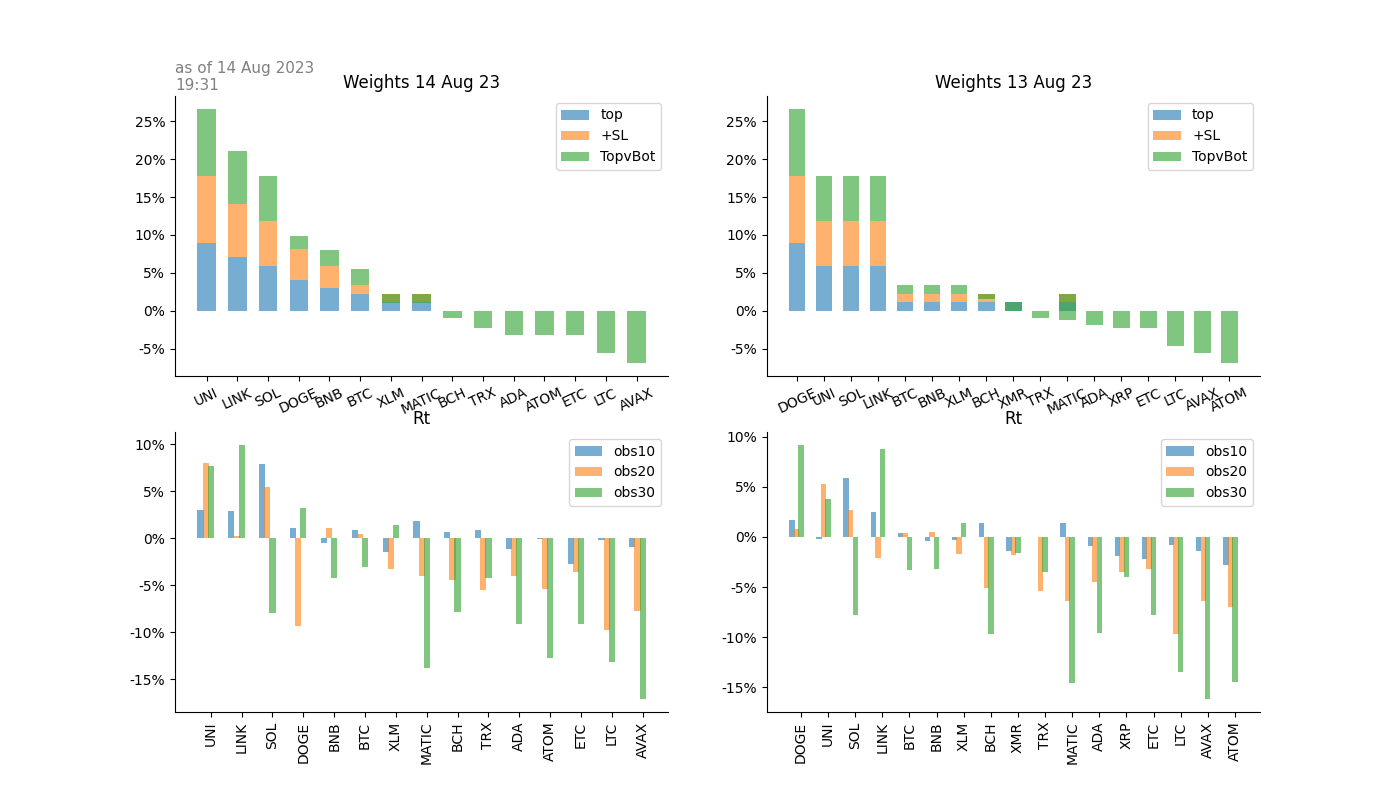 as of 14 Aug 2023
19:31
Weights 14 Aug 23
25%
20%
15%
10%
5%
0%
-5%
top
+SL
TopvBot
UNI LINK SOL DOGE BNB BTC XLM MATIC BCH TRX ADA ATOM ETC LTC AVAX
Weights 13 Aug 23
25%
20%
15%
10%
5%
0%
-5%
top
+SL
TopvBot
DOGE UNI SOL LINK BTC BNB XLM BCH XMR TRX MATIC ADA XRP ETC LTC AVAX ATOM
Rt
10%
5%
0%
-5%
-10%
-15%
obs10
obs20
obs30
UNI LINK SOL DOGE BNB BTC XLM MATIC BCH TRX ADA ATOM ETC LTC AVAX
Rt
10%
5%
0%
-5%
-10%
-15%
obs10
obs20
obs30
DOGE UNI SOL LINK BTC BNB XLM BCH XMR TRX MATIC ADA XRP ETC LTC AVAX ATOM